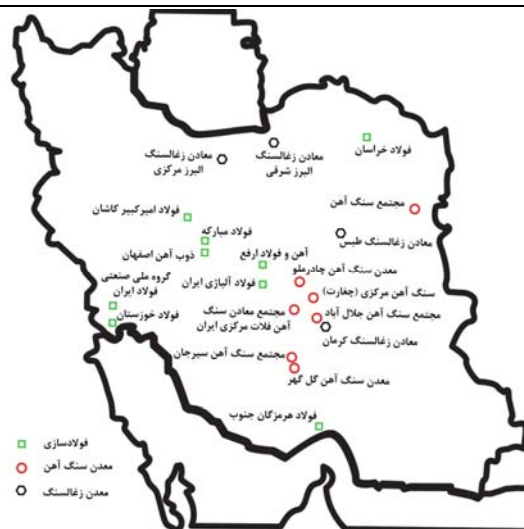 معادن زغالسنگ
البرز شرقی
فولاد خراسان
معادن زغالسنگ
البرز مرکزی
مجتمع سنگ آهن
فولاد امیرکبیر کاشان
فولاد مبارکه
معادن زغالسنگ طبس
ذوب آهن اصفهان
آهن و فولاد ارفع
معدن سنگ آهن چادرملو
گروه ملی صنعتی
فولاد ایران
فولاد آلیاژی ایران
سنگ آهن مرکزی (چغارت)
فولاد خوزستان
مجتمع معادن سنگ
آهن فلات مرکزی ایران
مجتمع سنگ آهن جلال آباد
معادن زغالسنگ کرمان
مجتمع سنگ آهن سیرجان
معدن سنگ آهن گل گهر
فولاد هرمزگان جنوب
فولادسازی
معدن سنگ آهن
معدن زغالسنگ